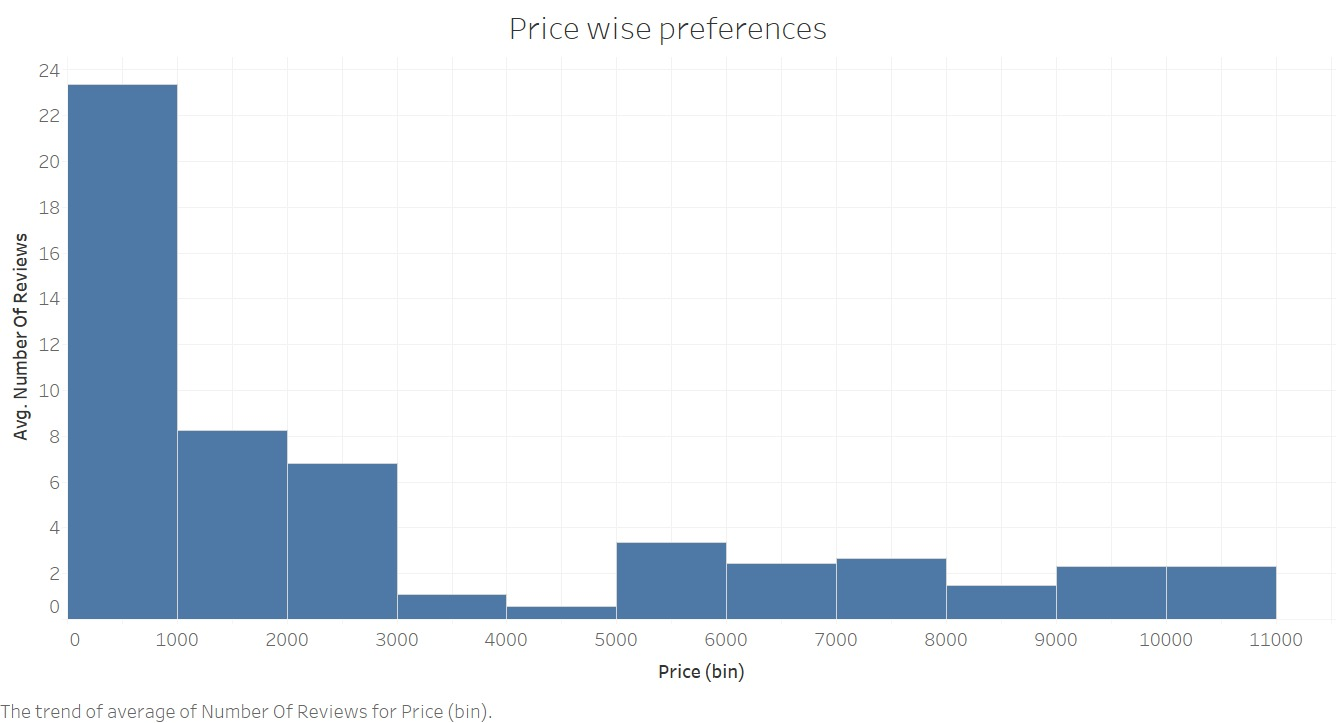 Price wise preferences
24
22
20
18
16
14
12
10
8
6
4
2
0
Avg. Number Of Reviews
0 1000 2000 3000 4000 5000 6000 7000 8000 9000 10000 11000
Price (bin)
The trend of average of Number Of Reviews for Price (bin).